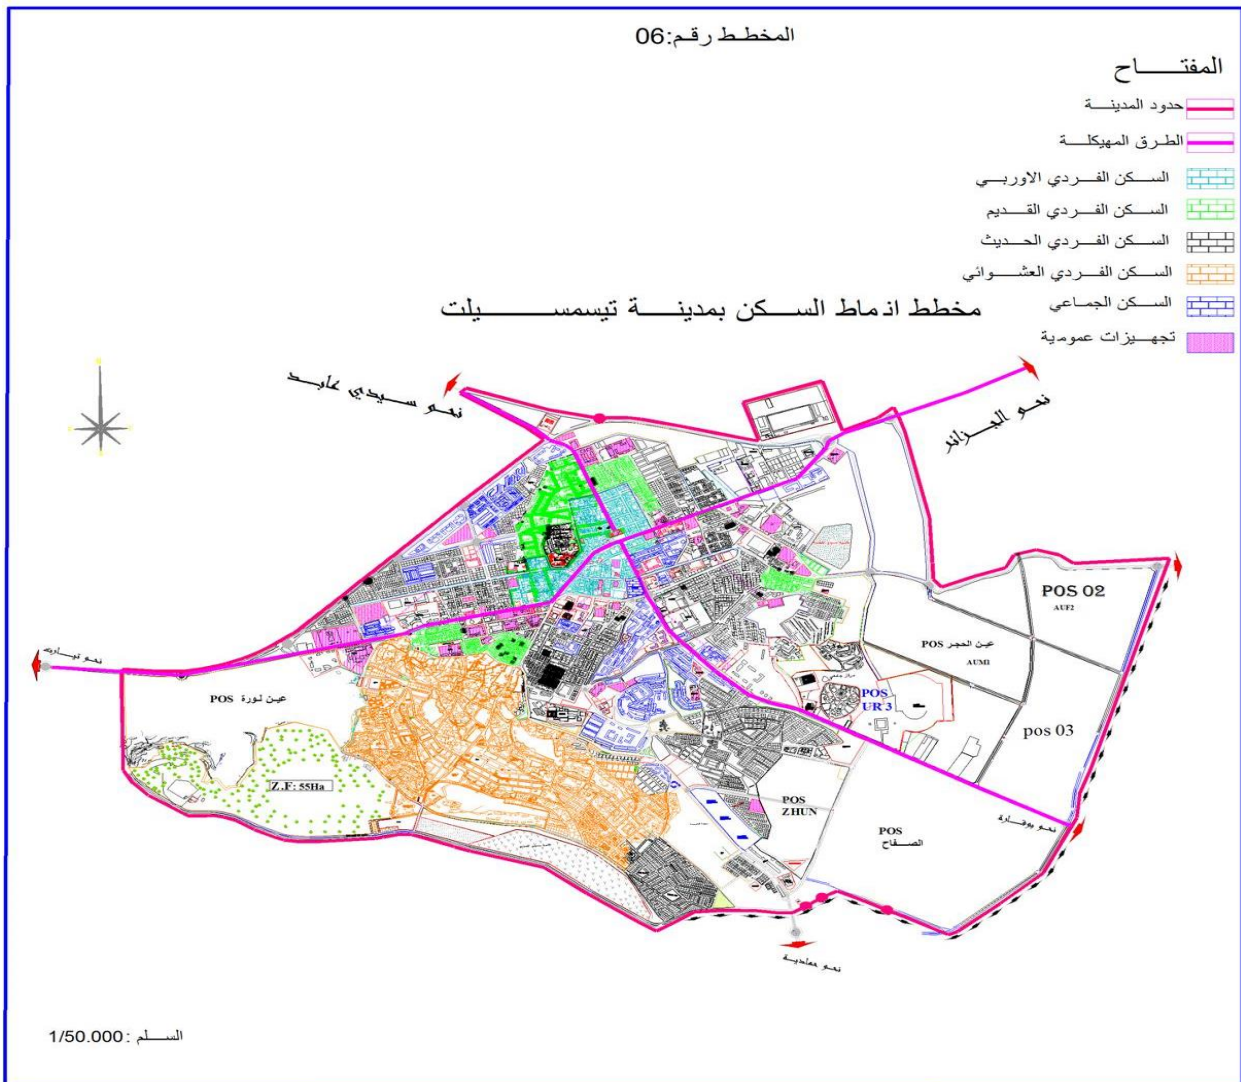 المخطط رقم:06
المفتاح
حدود المدينة
الطرق المهيكلة
السكن الفردي الاوربي
السكن الفردي القديم
السكن الفردي الحديث
السكن الفردي العشوائي
السكن الجماعي
تجهيزات عمومية
مخطط انماط السكن بمدينة تيسمسيلت
نحو سيدي عابد
نحو الجزائر
POS 02
AUF2
POS عين الحجر
AUM1
نحو تيارت
POS عين لورة
POS
UR 3
pos 03
Z.F: 55Ha
POS
ZHUN
POS
الصفاح
نحو بوقارة
نحو حمادية
السلم : 1/50.000